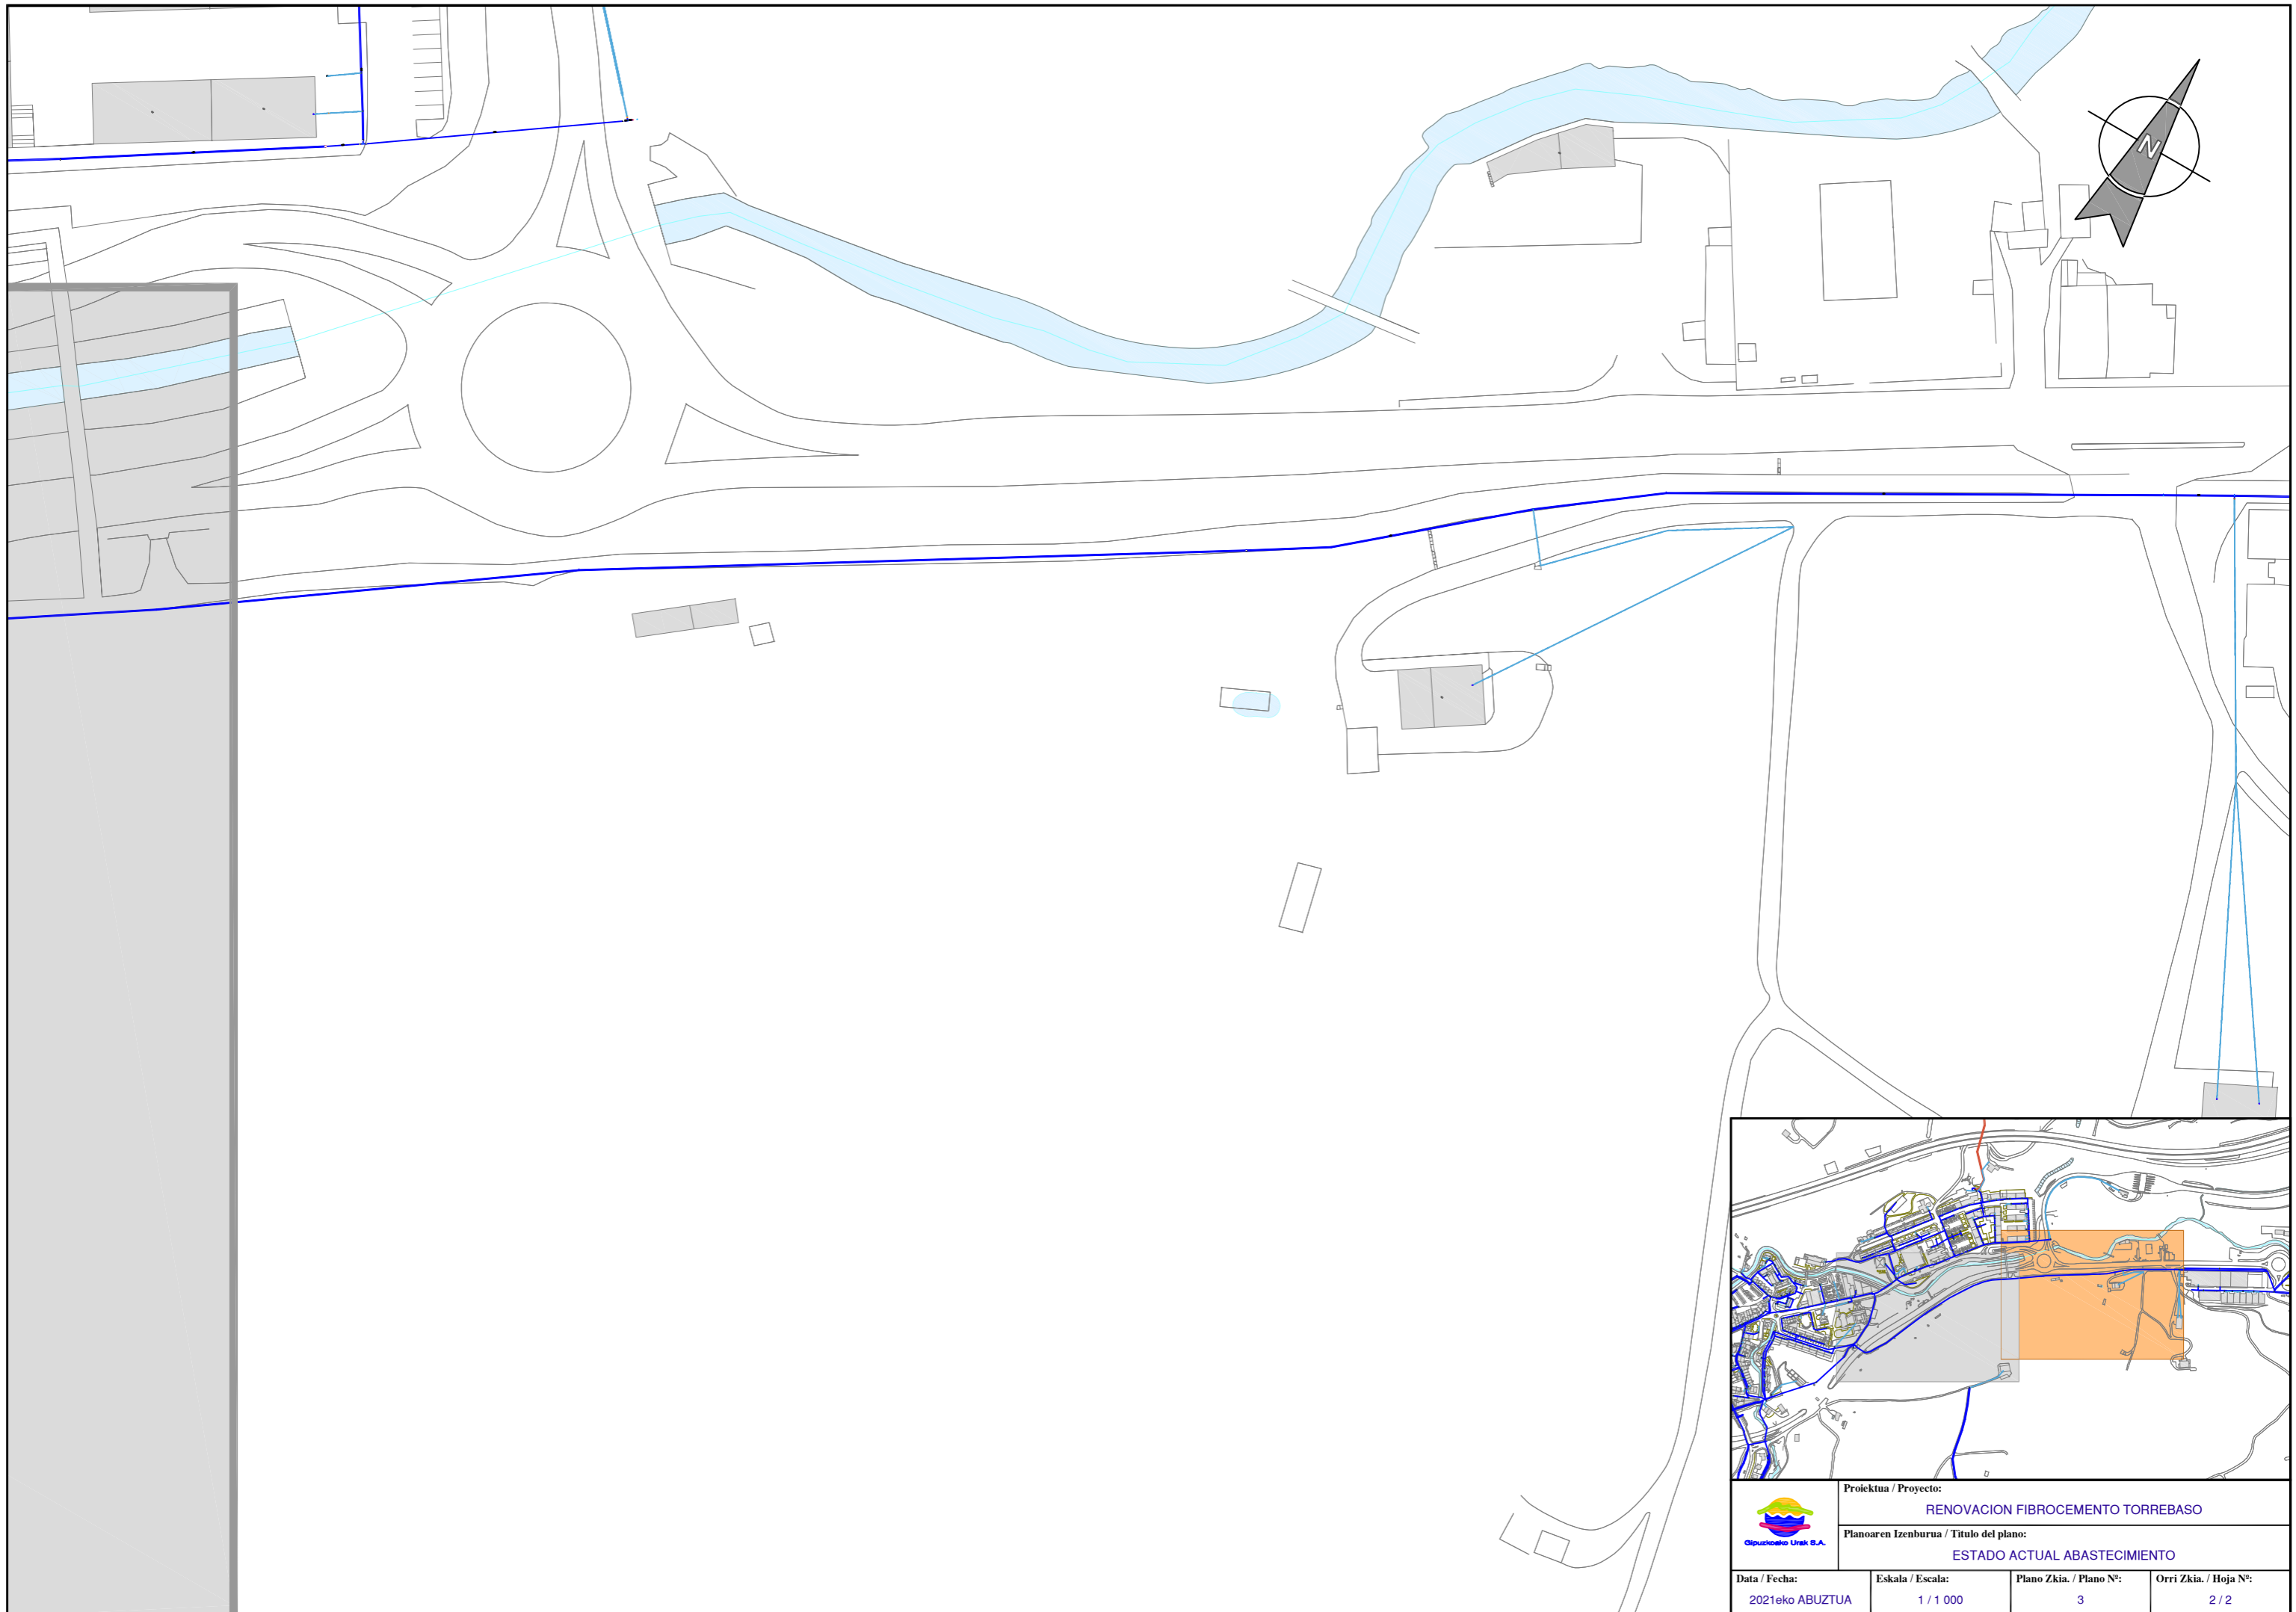 N
Gipuzkoako Urak S.A.
Proiektua / Proyecto:
RENOVACION FIBROCEMENTO TORREBASO
Planoaren Izenburua / Titulo del plano:
ESTADO ACTUAL ABASTECIMIENTO
Data / Fecha:
2021eko ABUZTUA
Eskala / Escala:
1 / 1 000
Plano Zkia. / Plano Nº:
3
Orri Zkia. / Hoja Nº:
2 / 2